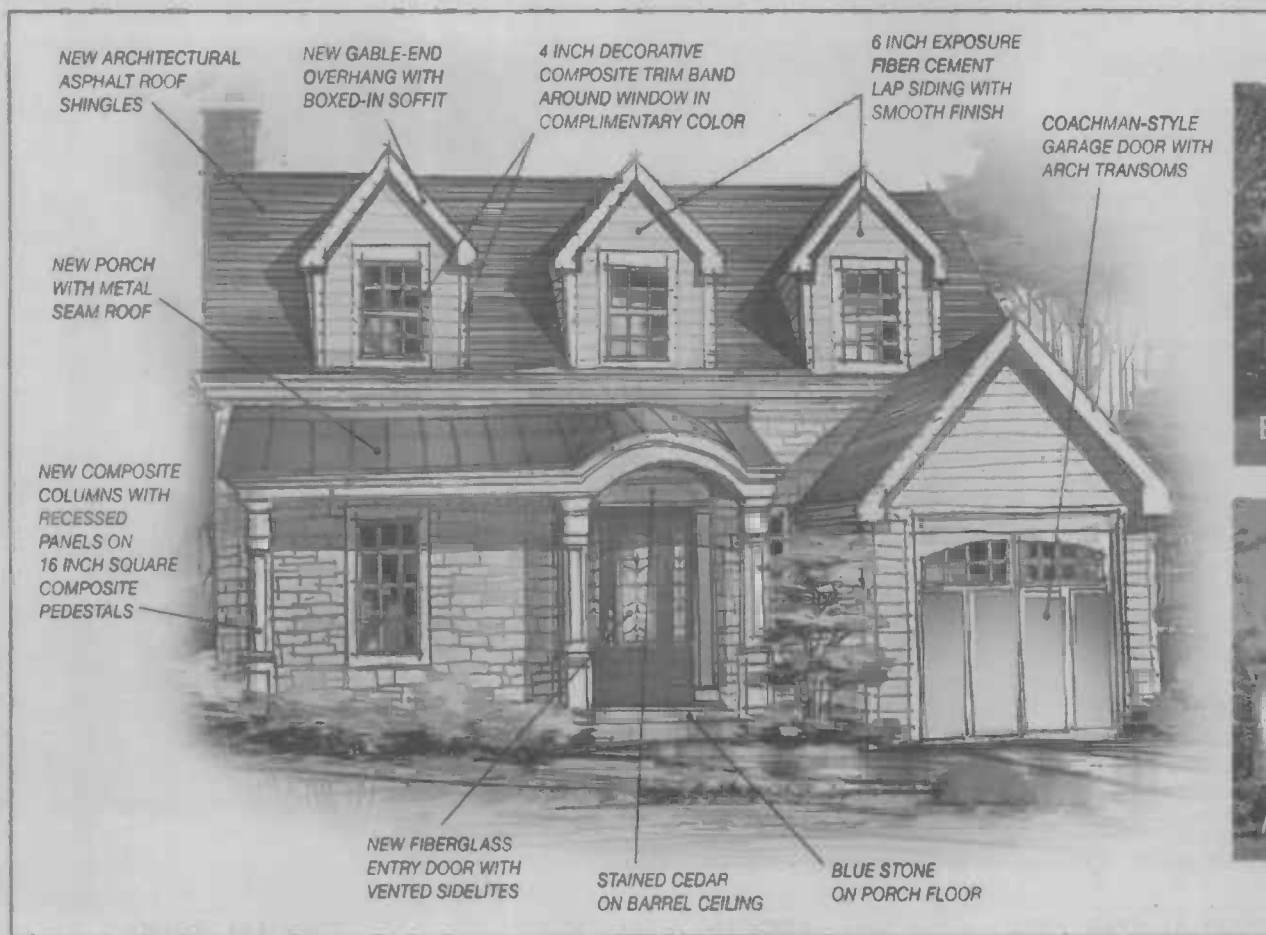 NEW ARCHITECTURAL
ASPHALT ROOF
SHINGLES
NEW GABLE-END
OVERHANG WITH
BOXED-IN SOFFIT
4 INCH DECORATIVE
COMPOSITE TRIM BAND
AROUND WINDOW IN
COMPLIMENTARY COLOR
6 INCH EXPOSURE
FIBER CEMENT
LAP SIDING WITH
SMOOTH FINISH
COACHMAN-STYLE
GARAGE DOOR WITH
ARCH TRANSOMS
NEW PORCH
WITH METAL
SEAM ROOF
NEW COMPOSITE
COLUMNS WITH
RECESSED
PANELS ON
16 INCH SQUARE
COMPOSITE
PEDESTALS
NEW FIBERGLASS
ENTRY DOOR WITH
VENTED SIDELITES
STAINED CEDAR
ON BARREL CEILING
BLUE STONE
ON PORCH FLOOR